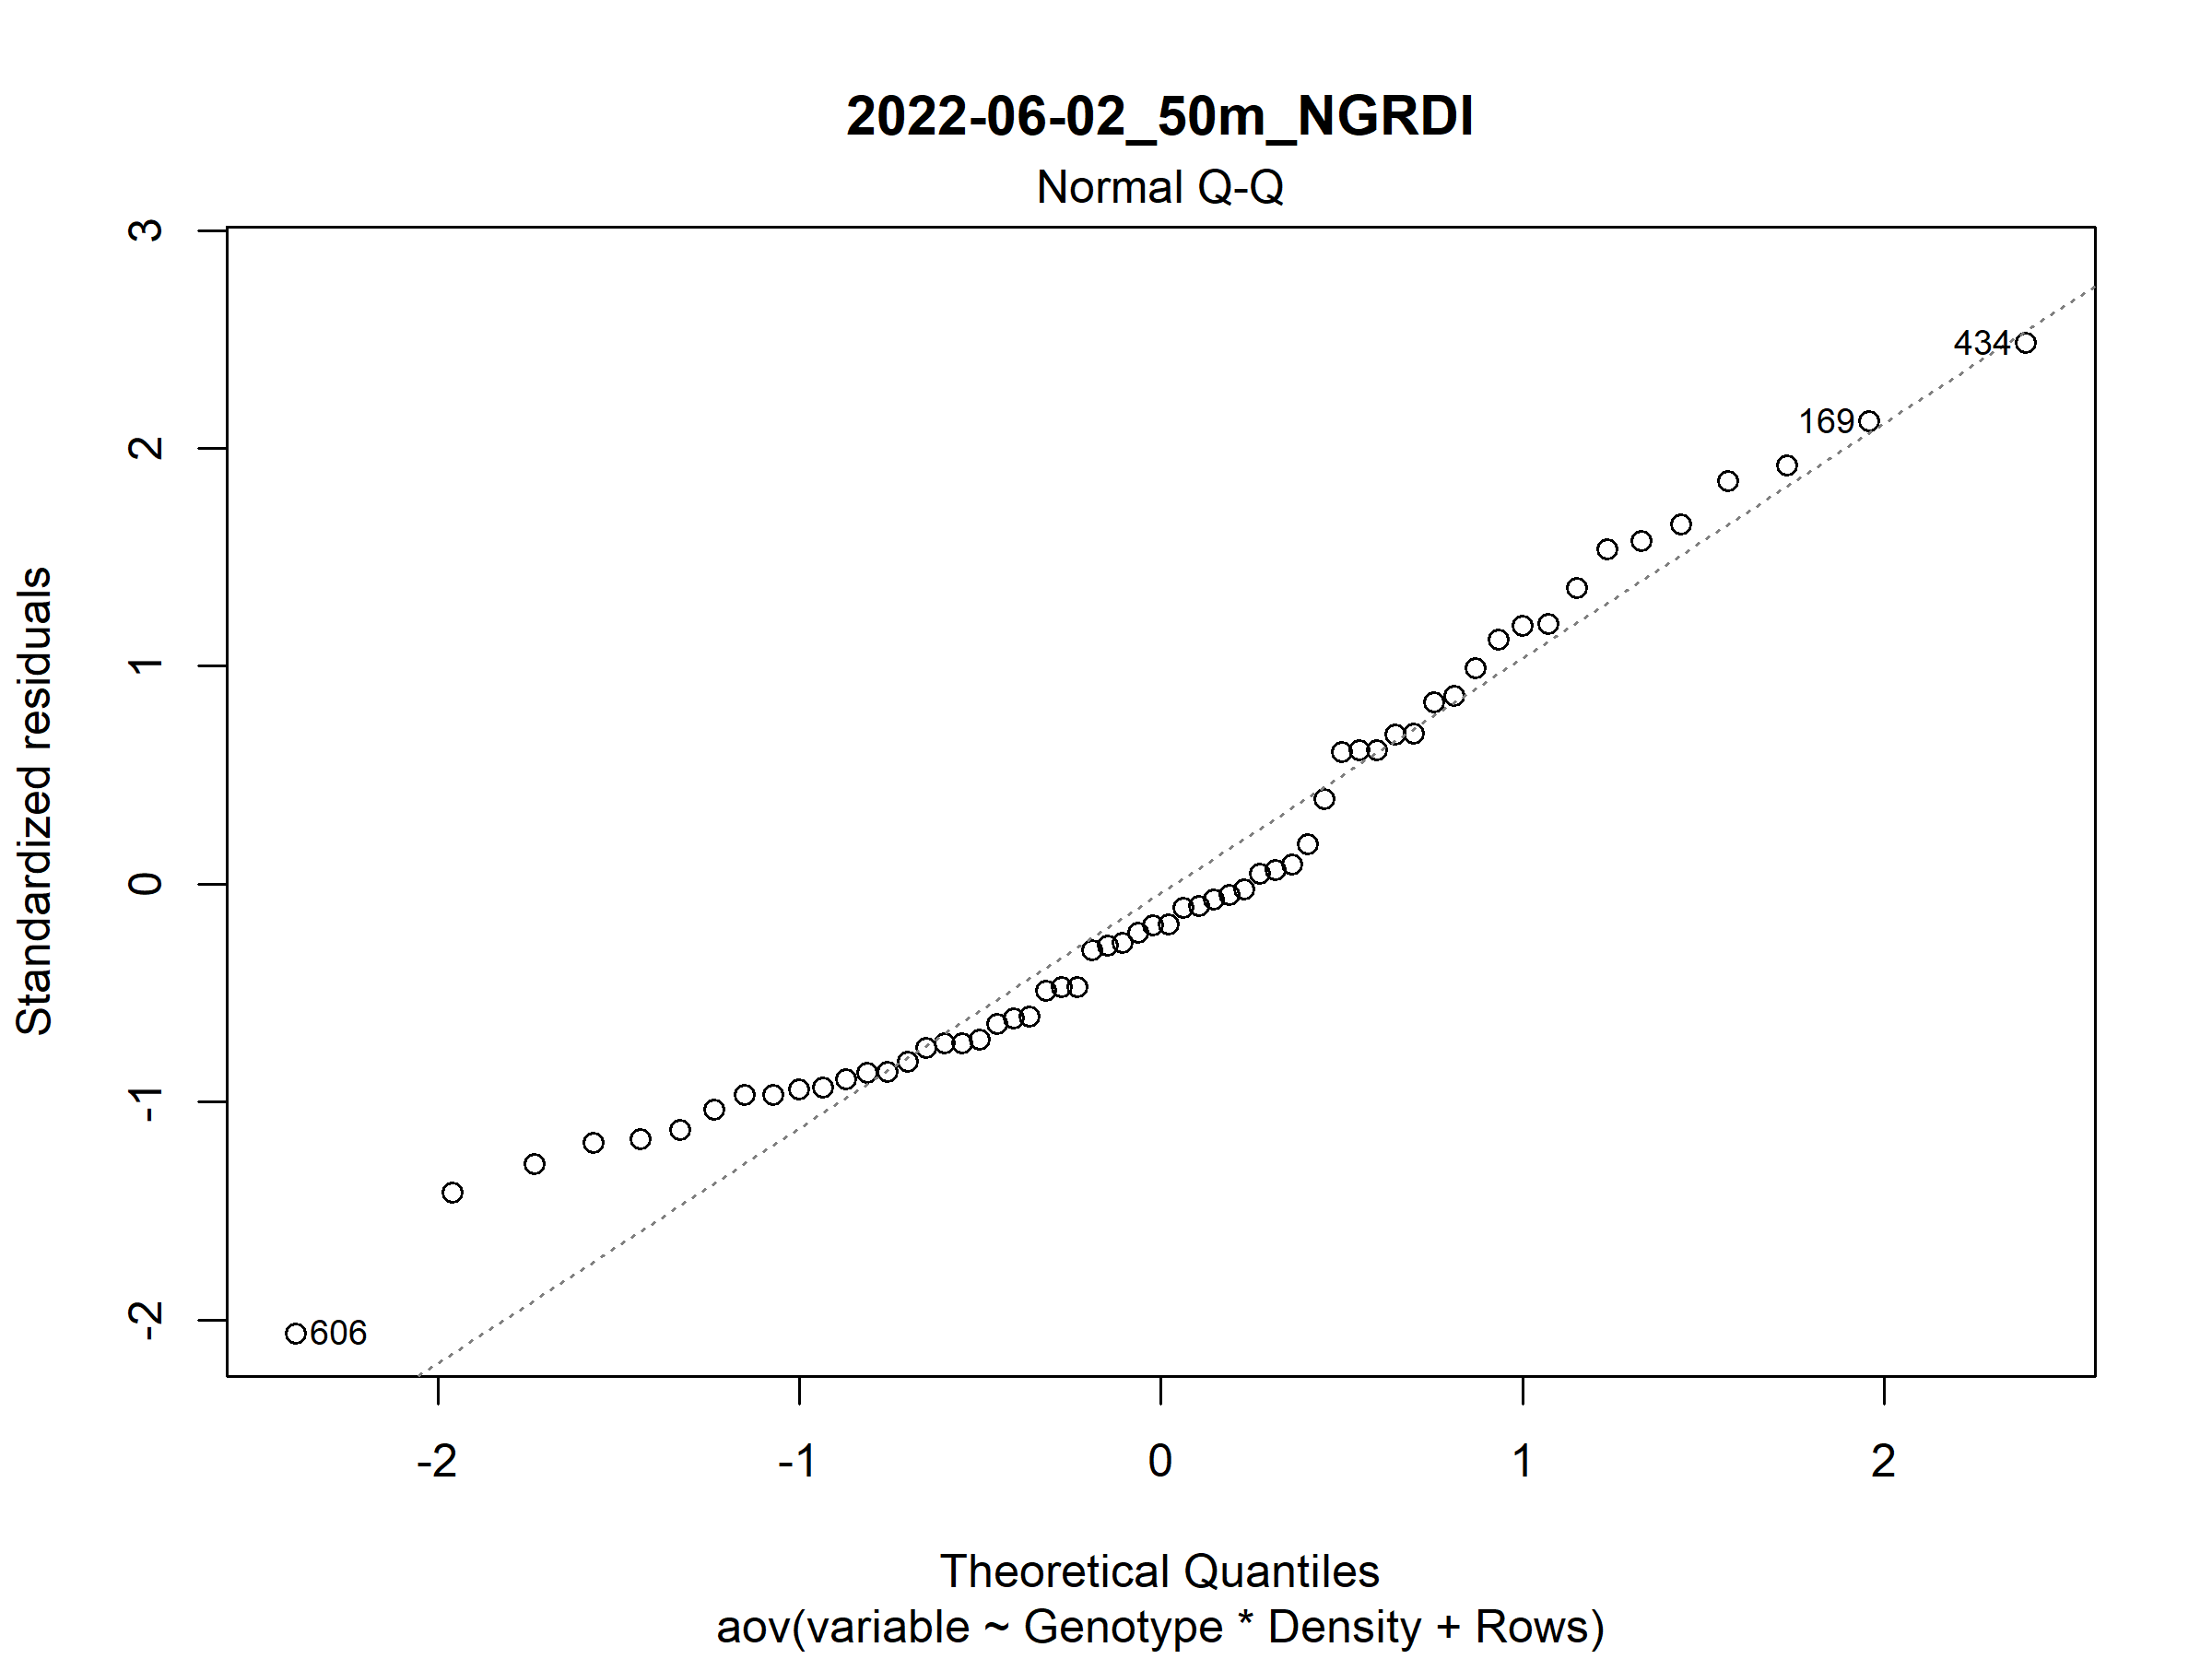 2022-06-02_50m_NGRDI
Normal Q-Q
3
2
1
0
-1
-2
Standardized residuals
434
169
606
-2
-1
0
1
2
Theoretical Quantiles
aov(variable ~ Genotype * Density + Rows)